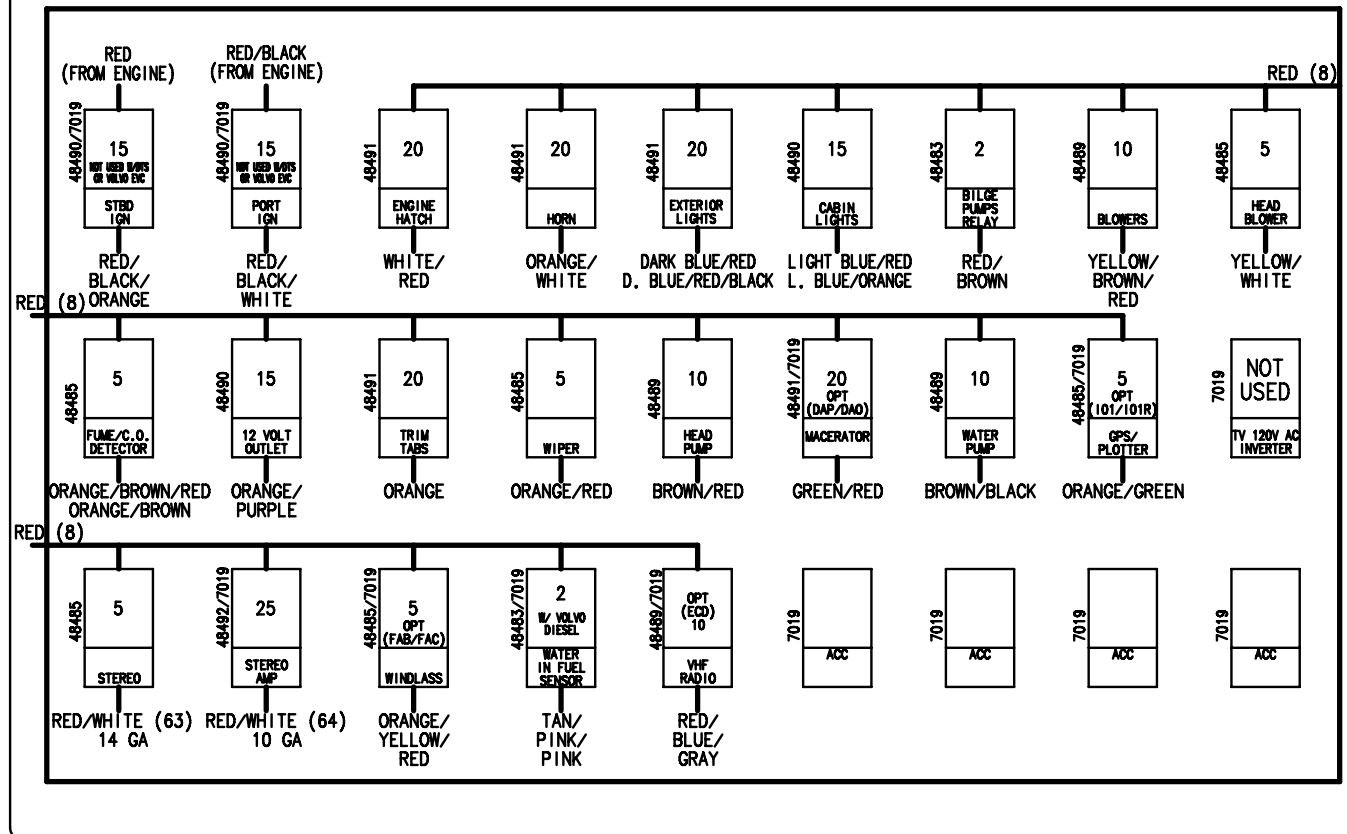 RED
(FROM ENGINE)
RED/BLACK
(FROM ENGINE)
RED (8)
48490/7019
15
NOT USED W/DTS
OR VOLVO EVC
STBD
IGN
RED/
BLACK/
ORANGE
48490/7019
15
NOT USED W/DTS
OR VOLVO EVC
PORT
IGN
RED/
BLACK/
WHITE
48491
20
ENGINE
HATCH
WHITE/
RED
48491
20
HORN
ORANGE/
WHITE
48491
20
EXTERIOR
LIGHTS
DARK BLUE/RED
D. BLUE/RED/BLACK
48490
15
CABIN
LIGHTS
LIGHT BLUE/RED
L. BLUE/ORANGE
48483
2
BILGE
PUMPS
RELAY
RED/
BROWN
48489
10
BLOWERS
YELLOW/
BROWN/
RED
48485
5
HEAD
BLOWER
YELLOW/
WHITE
RED (8)
48485
5
FUME/C.O.
DETECTOR
ORANGE/BROWN/RED
ORANGE/BROWN
48490
15
12 VOLT
OUTLET
ORANGE/
PURPLE
48491
20
TRIM
TABS
ORANGE
48485
5
WIPER
ORANGE/RED
48489
10
HEAD
PUMP
BROWN/RED
48491/7019
20
OPT
(DAP/DAO)
MACERATOR
GREEN/RED
48489
10
WATER
PUMP
BROWN/BLACK
48485/7019
5
OPT
(IO1/IO1R)
GPS/
PLOTTER
ORANGE/GREEN
7019
NOT
USED
TV 120V AC
INVERTER
RED (8)
48485
5
STEREO
RED/WHITE (63)
14 GA
48492/7019
25
STEREO
AMP
RED/WHITE (64)
10 GA
48485/7019
5
OPT
(FAB/FAC)
WINDLASS
ORANGE/
YELLOW/
RED
48483/7019
2
W/ VOLVO
DIESEL
WATER
IN FUEL
SENSOR
TAN/
PINK/
PINK
48489/7019
OPT
(ECD)
10
VHF
RADIO
RED/
BLUE/
GRAY
7019
ACC
7019
ACC
7019
ACC
7019
ACC